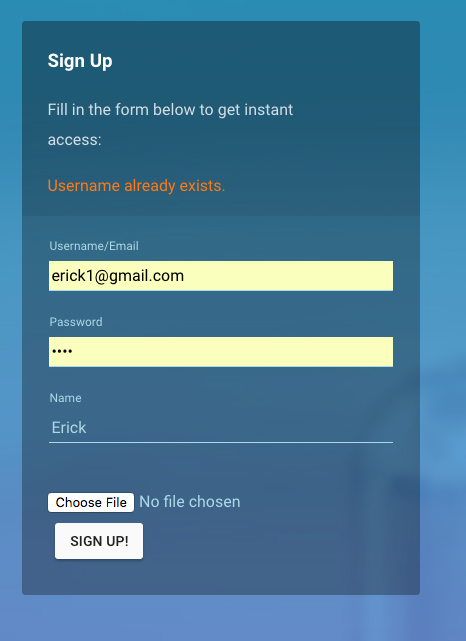 Sign Up
Fill in the form below to get instant
access:
Username already exists.
Username/Email
erick1@gmail.com
Password
••••
Name
Erick
Choose File No file chosen
SIGN UP!